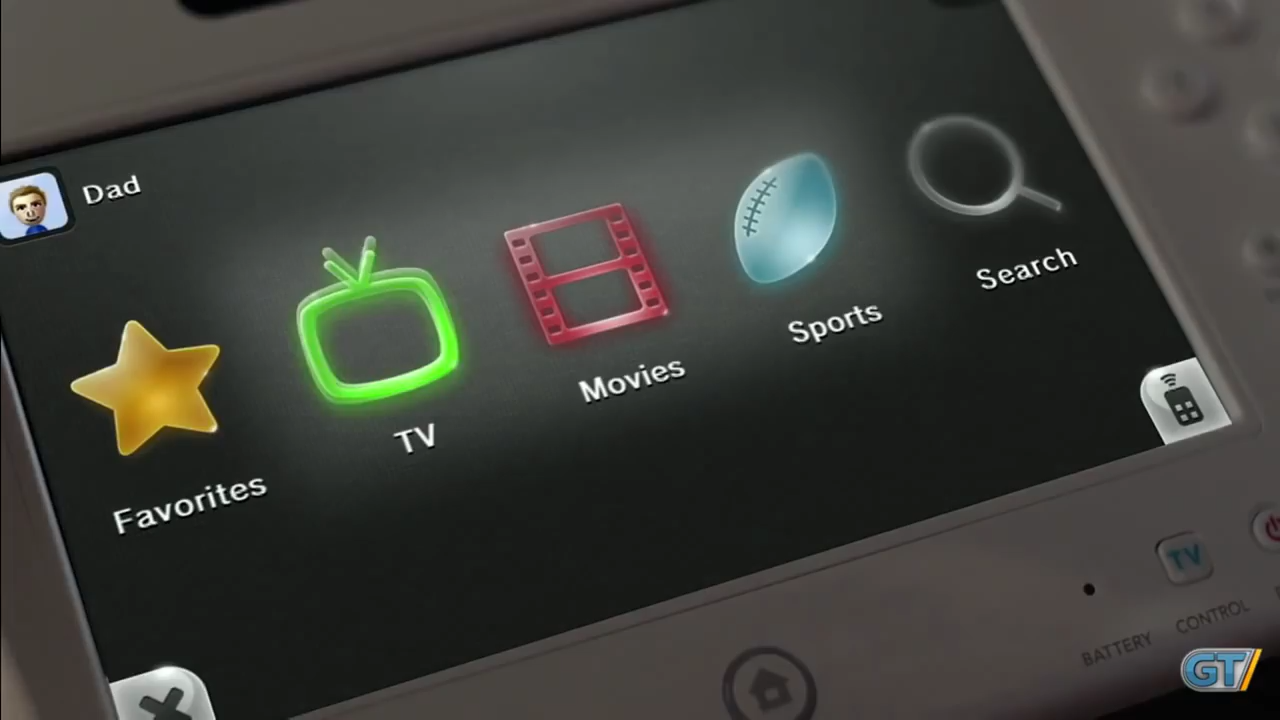 Dad
Favorites
TV
Movies
Sports
Search
TV
BATTERY
CONTROL
GT